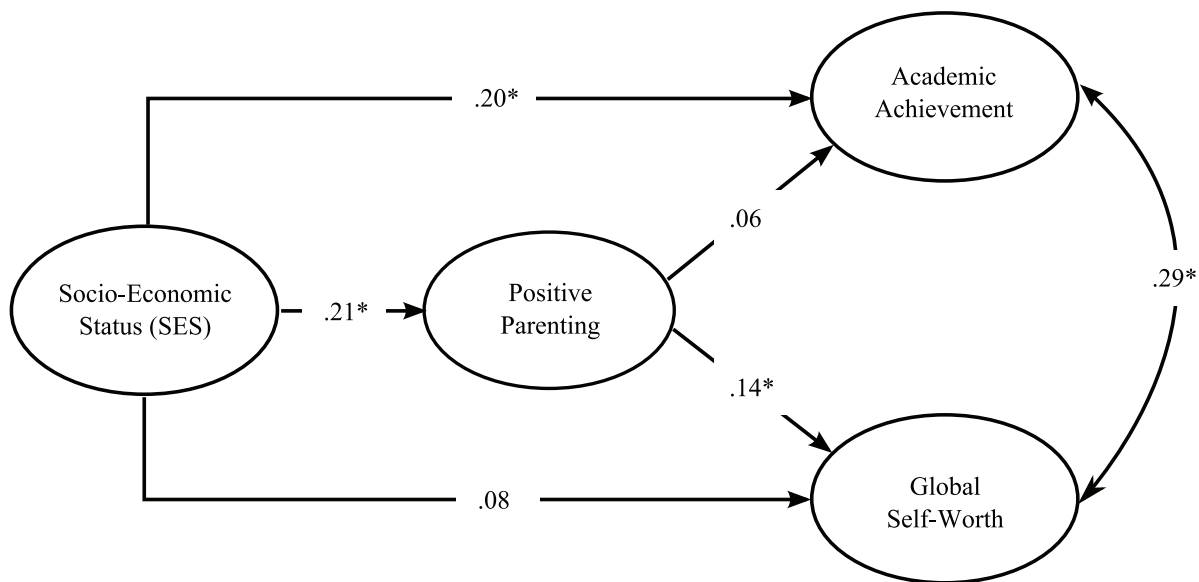 Academic
Achievement
.20*
.06
Socio-Economic
Status (SES)
.21*
Positive
Parenting
.29*
.14*
.08
Global
Self-Worth